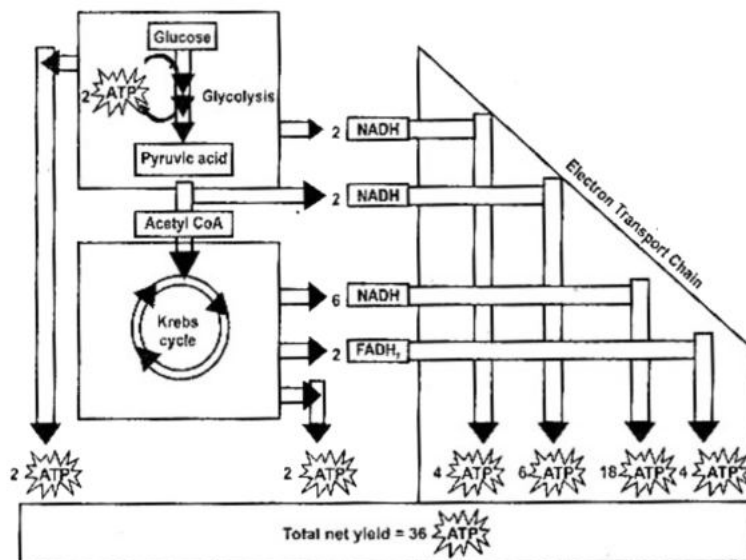 Glucose
2 ATP
Glycolysis
Pyruvic acid
2 NADH
2 NADH
Acetyl CoA
Electron Transport Chain
6 NADH
Krebs
cycle
2 FADH₂
2 ATP
2 ATP
4 ATP
6 ATP
18 ATP
4 ATP
Total net yield = 36 ATP